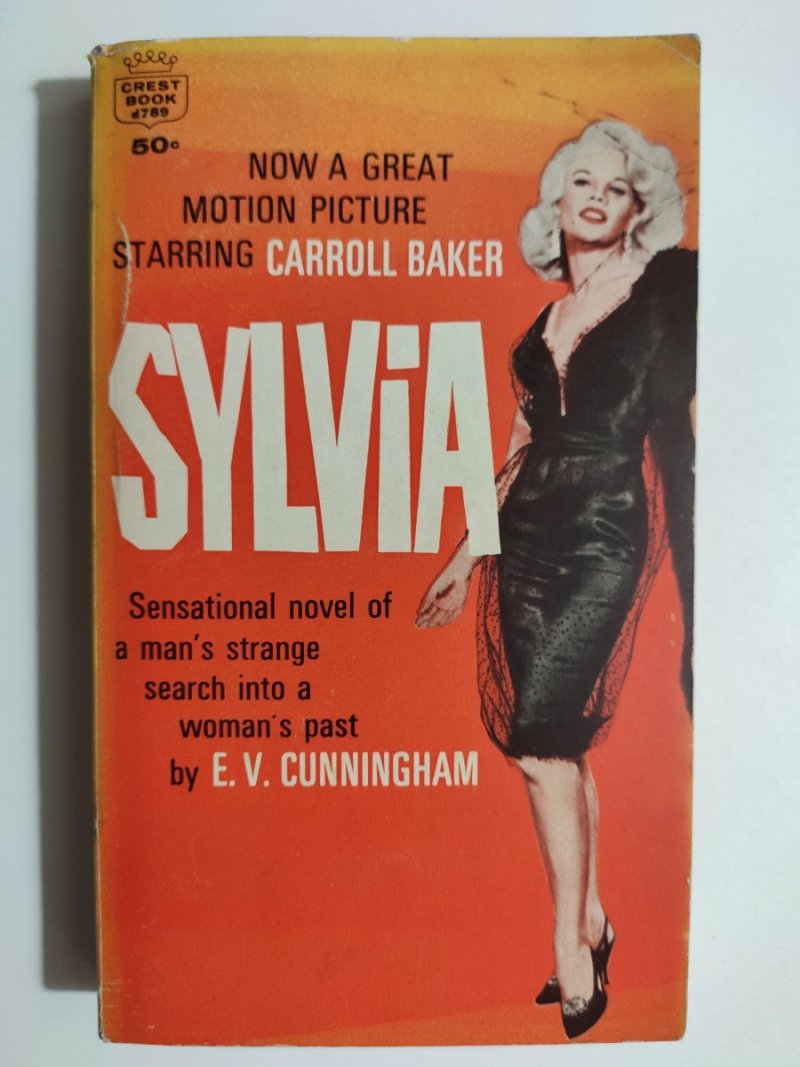 CREST
BOOK
d789
50c
NOW A GREAT
MOTION PICTURE
STARRING CARROLL BAKER
SYLViA
Sensational novel of
a man's strange
search into a
woman's past
by E. V. CUNNINGHAM